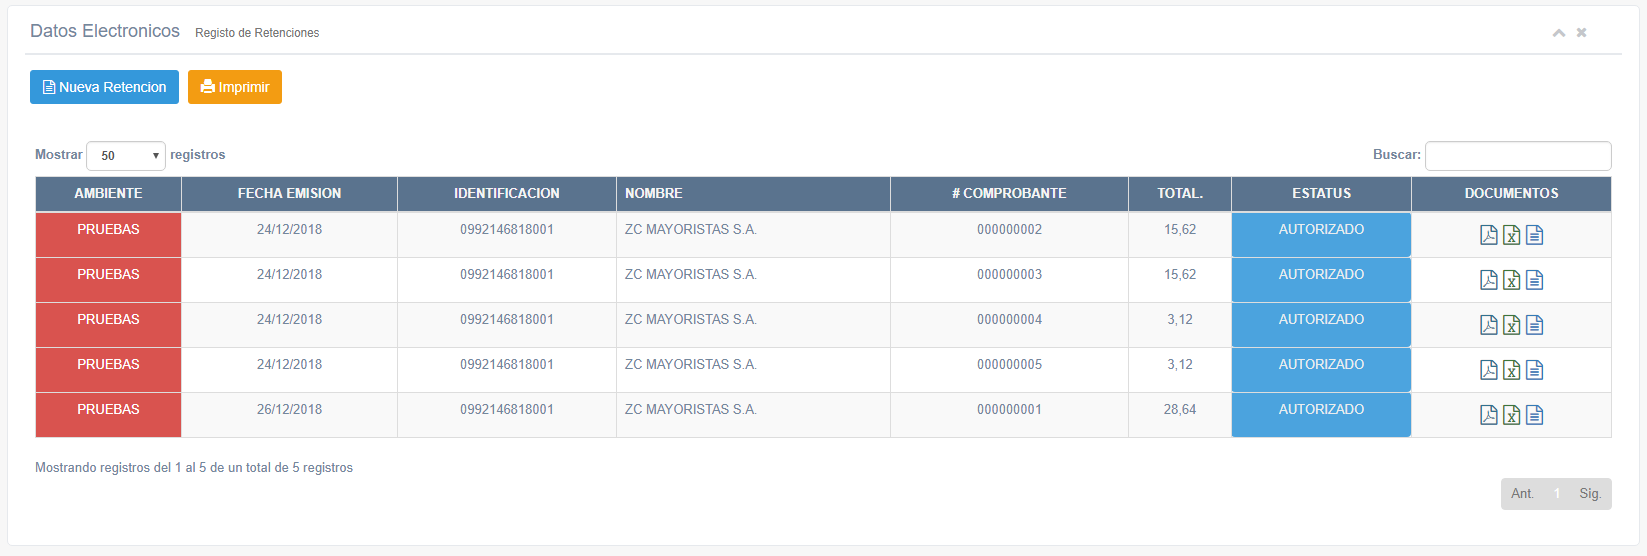 Datos Electronicos Registo de Retenciones
Nueva Retencion Imprimir
Mostrar 50 registros Buscar:
AMBIENTE FECHA EMISION IDENTIFICACION NOMBRE # COMPROBANTE TOTAL. ESTATUS DOCUMENTOS
PRUEBAS 24/12/2018 0992146818001 ZC MAYORISTAS S.A. 000000002 15,62 AUTORIZADO
PRUEBAS 24/12/2018 0992146818001 ZC MAYORISTAS S.A. 000000003 15,62 AUTORIZADO
PRUEBAS 24/12/2018 0992146818001 ZC MAYORISTAS S.A. 000000004 3,12 AUTORIZADO
PRUEBAS 24/12/2018 0992146818001 ZC MAYORISTAS S.A. 000000005 3,12 AUTORIZADO
PRUEBAS 26/12/2018 0992146818001 ZC MAYORISTAS S.A. 000000001 28,64 AUTORIZADO
Mostrando registros del 1 al 5 de un total de 5 registros
Ant. 1 Sig.